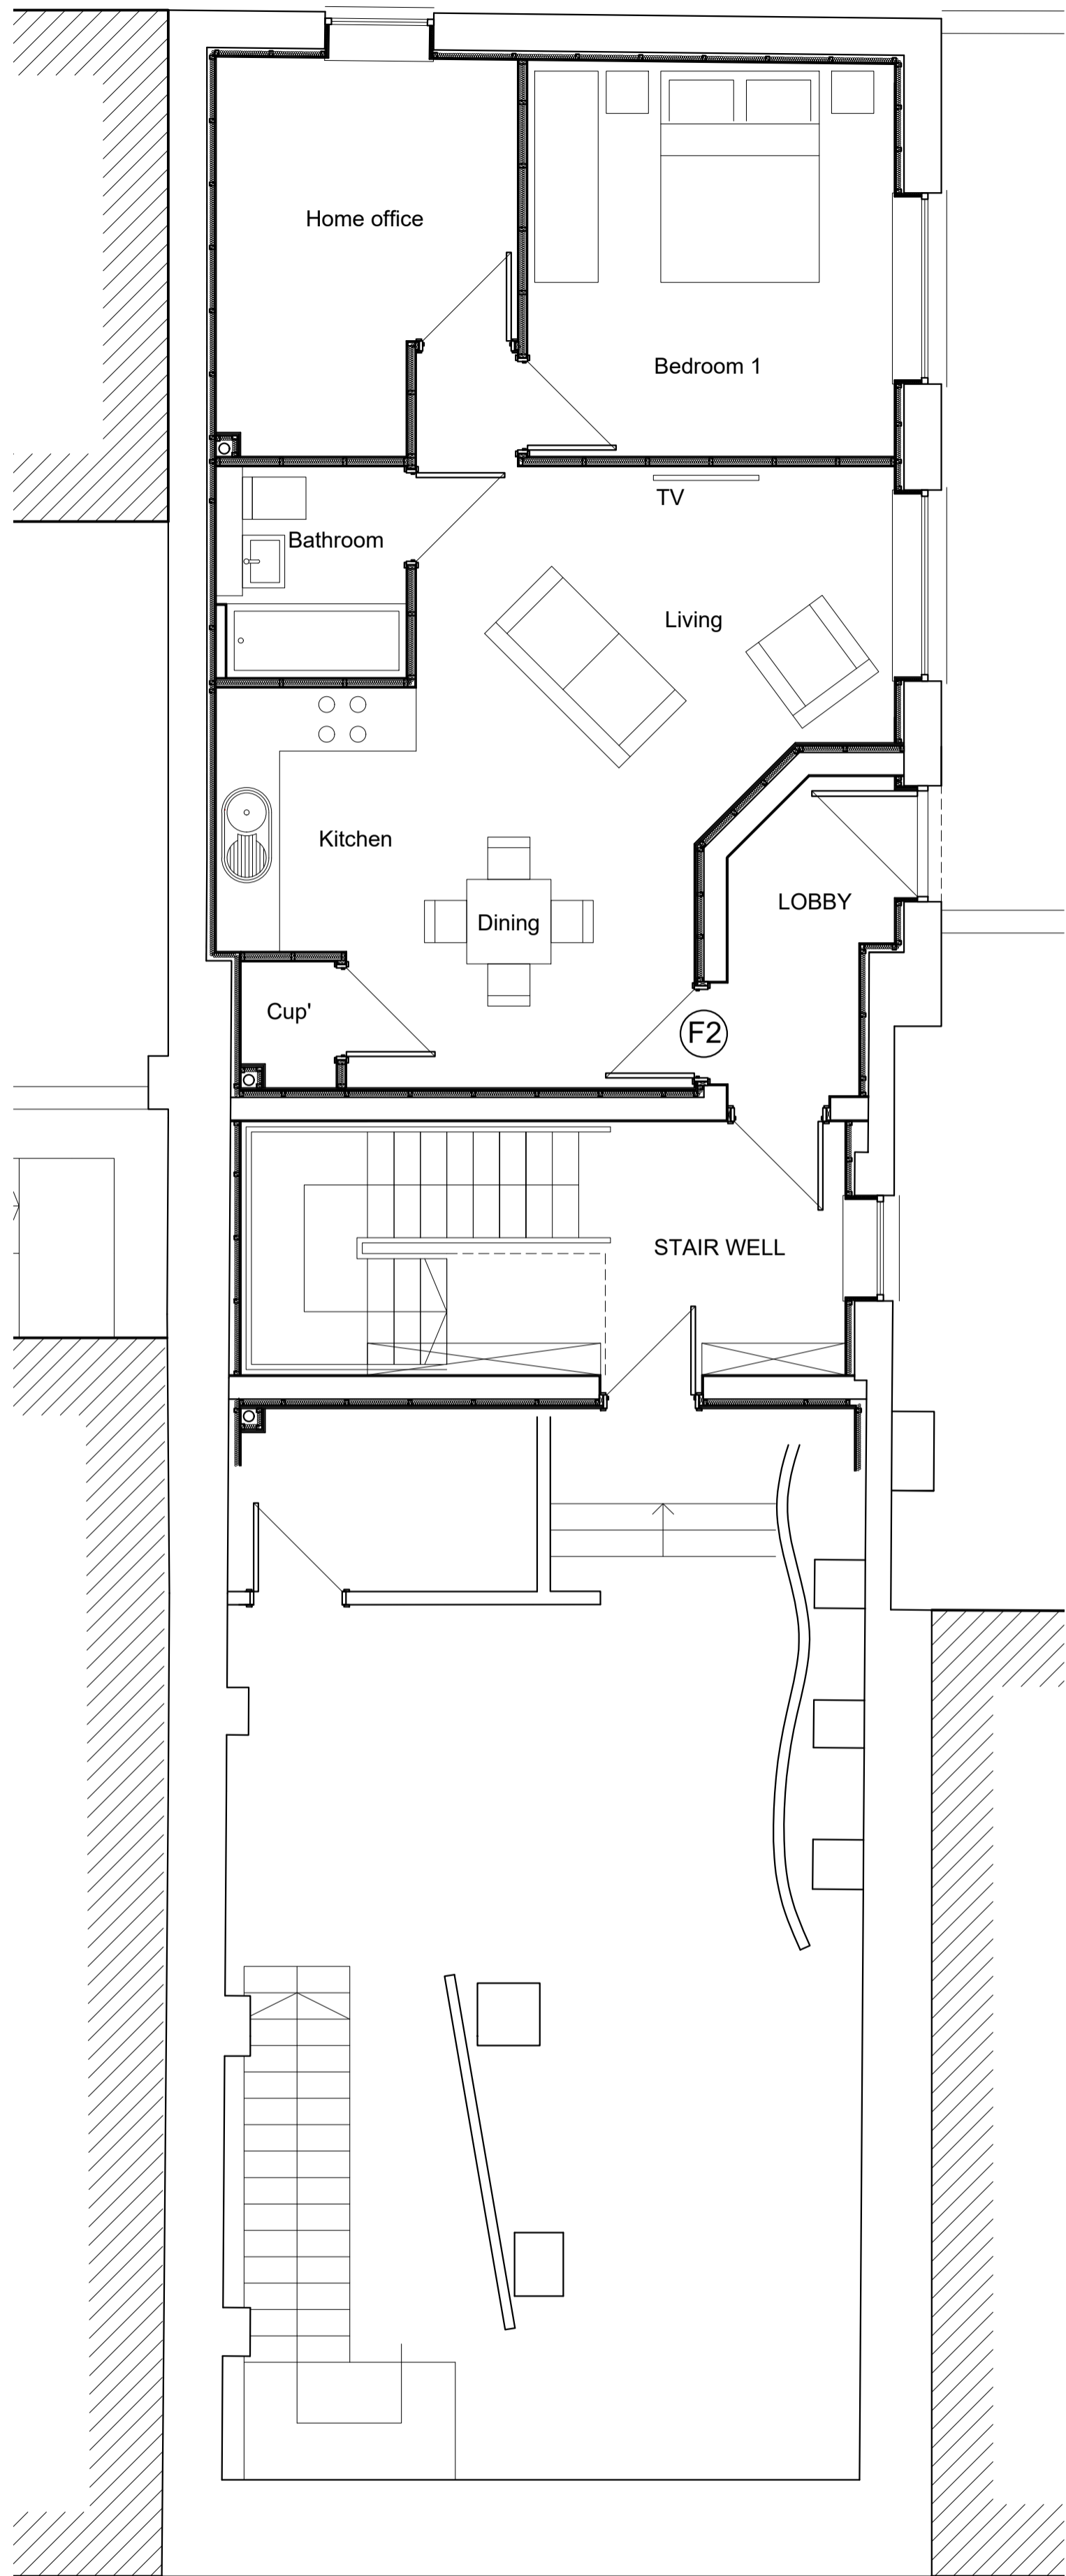 Home office
Bedroom 1
TV
Bathroom
Living
Kitchen
LOBBY
Dining
Cup'
F2
STAIR WELL